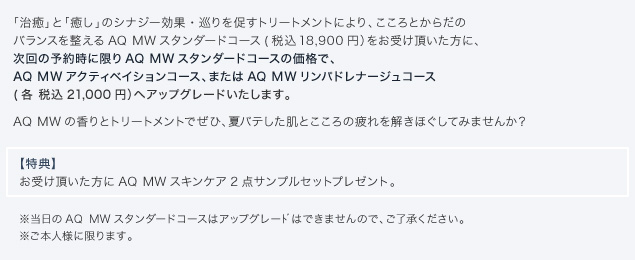 「治癒」と「癒し」のシナジー効果・巡りを促すトリートメントにより、こころとからだの
バランスを整える AQ MW スタンダードコース ( 税込 18,900 円 ) をお受け頂いた方に、
次回の予約時に限り AQ MW スタンダードコースの価格で、
AQ MW アクティベイションコース、または AQ MW リンパドレナージュコース
( 各 税込 21,000 円 ) へアップグレードいたします。
AQ MW の香りとトリートメントでぜひ、夏バテした肌とこころの疲れを解きほぐしてみませんか？
【特典】
お受け頂いた方に AQ MW スキンケア 2 点サンプルセットプレゼント。
※当日の AQ MW スタンダードコースはアップグレードはできませんので、ご了承ください。
※ご本人様に限ります。